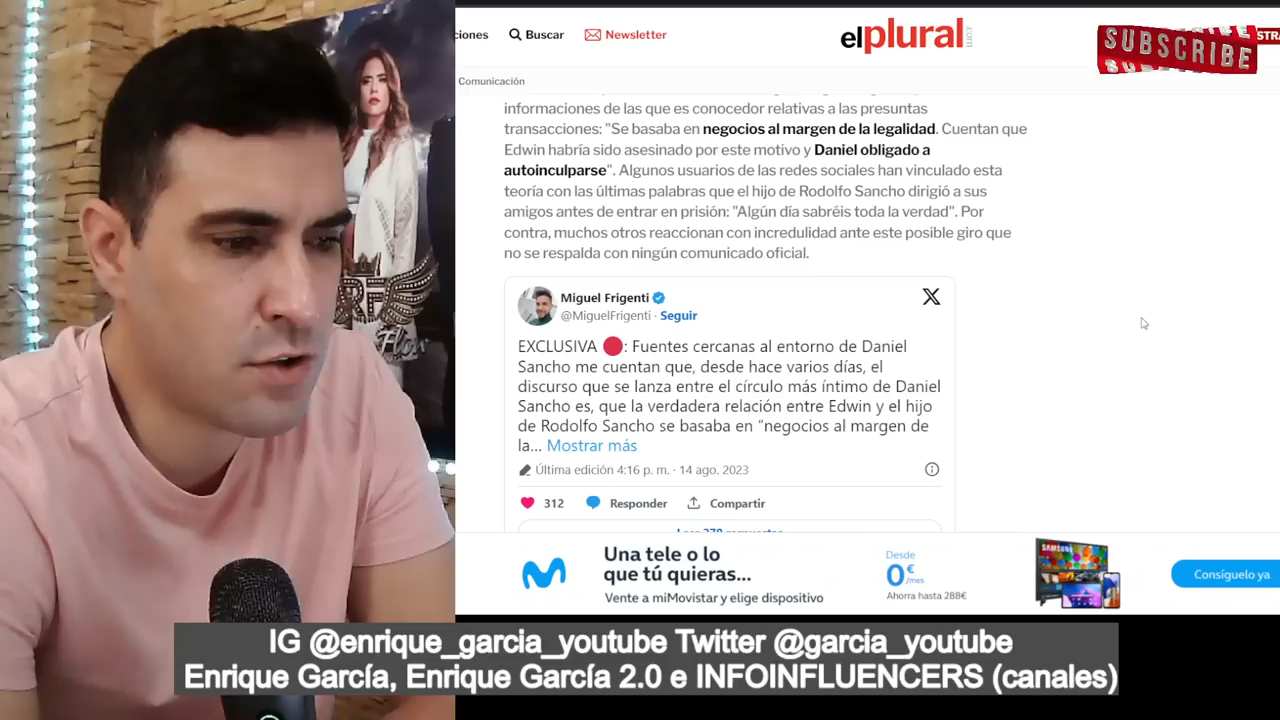 ciones
Buscar
Newsletter
elplural
.COM
SUBSCRIBE
STRA
Comunicación
informaciones de las que es conocedor relativas a las presuntas
transacciones: "Se basaba en negocios al margen de la legalidad. Cuentan que
Edwin habría sido asesinado por este motivo y Daniel obligado a
autoinculparse". Algunos usuarios de las redes sociales han vinculado esta
teoría con las últimas palabras que el hijo de Rodolfo Sancho dirigió a sus
amigos antes de entrar en prisión: "Algún día sabréis toda la verdad". Por
contra, muchos otros reaccionan con incredulidad ante este posible giro que
no se respalda con ningún comunicado oficial.
Miguel Frigenti
@MiguelFrigenti · Seguir
EXCLUSIVA 🔴: Fuentes cercanas al entorno de Daniel
Sancho me cuentan que, desde hace varios días, el
discurso que se lanza entre el círculo más íntimo de Daniel
Sancho es, que la verdadera relación entre Edwin y el hijo
de Rodolfo Sancho se basaba en “negocios al margen de
la... Mostrar más
Última edición 4:16 p. m. · 14 ago. 2023
312
Responder
Compartir
Una tele o lo
que tú quieras...
Vente a miMovistar y elige dispositivo
Desde
0€
/mes
Ahorra hasta 288€
SAMSUNG
Consíguelo ya
RF
Flow
IG @enrique_garcia_youtube Twitter @garcia_youtube
Enrique García, Enrique García 2.0 e INFOINFLUENCERS (canales)